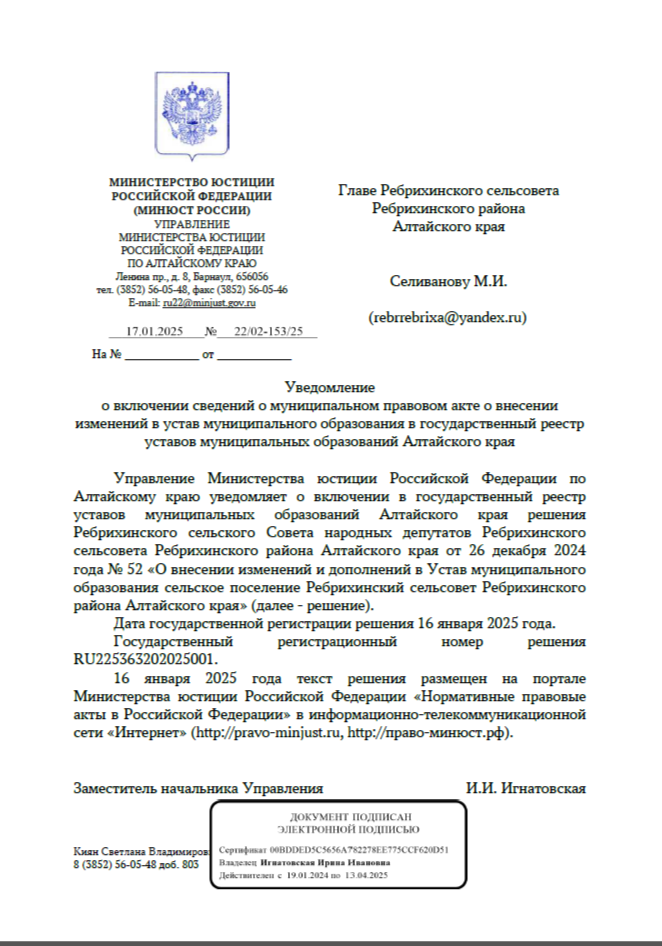 МИНИСТЕРСТВО ЮСТИЦИИ
РОССИЙСКОЙ ФЕДЕРАЦИИ
(МИНЮСТ РОССИИ)
УПРАВЛЕНИЕ
МИНИСТЕРСТВА ЮСТИЦИИ
РОССИЙСКОЙ ФЕДЕРАЦИИ
ПО АЛТАЙСКОМУ КРАЮ
Ленина пр., д. 8, Барнаул, 656056
тел. (3852) 56-05-48, факс (3852) 56-05-46
E-mail: ru22@minjust.gov.ru
17.01.2025 № 22/02-153/25
На № ____________ от ____________
Главе Ребрихинского сельсовета
Ребрихинского района
Алтайского края
Селиванову М.И.
(rebrrebrixa@yandex.ru)
Уведомление
о включении сведений о муниципальном правовом акте о внесении
изменений в устав муниципального образования в государственный реестр
уставов муниципальных образований Алтайского края
Управление Министерства юстиции Российской Федерации по
Алтайскому краю уведомляет о включении в государственный реестр
уставов муниципальных образований Алтайского края решения
Ребрихинского сельского Совета народных депутатов Ребрихинского
сельсовета Ребрихинского района Алтайского края от 26 декабря 2024
года № 52 «О внесении изменений и дополнений в Устав муниципального
образования сельское поселение Ребрихинский сельсовет Ребрихинского
района Алтайского края» (далее - решение).
Дата государственной регистрации решения 16 января 2025 года.
Государственный регистрационный номер решения
RU225363202025001.
16 января 2025 года текст решения размещен на портале
Министерства юстиции Российской Федерации «Нормативные правовые
акты в Российской Федерации» в информационно-телекоммуникационной
сети «Интернет» (http://pravo-minjust.ru, http://право-минюст.рф).
Заместитель начальника Управления И.И. Игнатовская
ДОКУМЕНТ ПОДПИСАН
ЭЛЕКТРОННОЙ ПОДПИСЬЮ
Сертификат 00BDDED5C5656A782278EE775CCF620D51
Владелец Игнатовская Ирина Ивановна
Действителен с 19.01.2024 по 13.04.2025
Киян Светлана Владимиров
8 (3852) 56-05-48 доб. 803